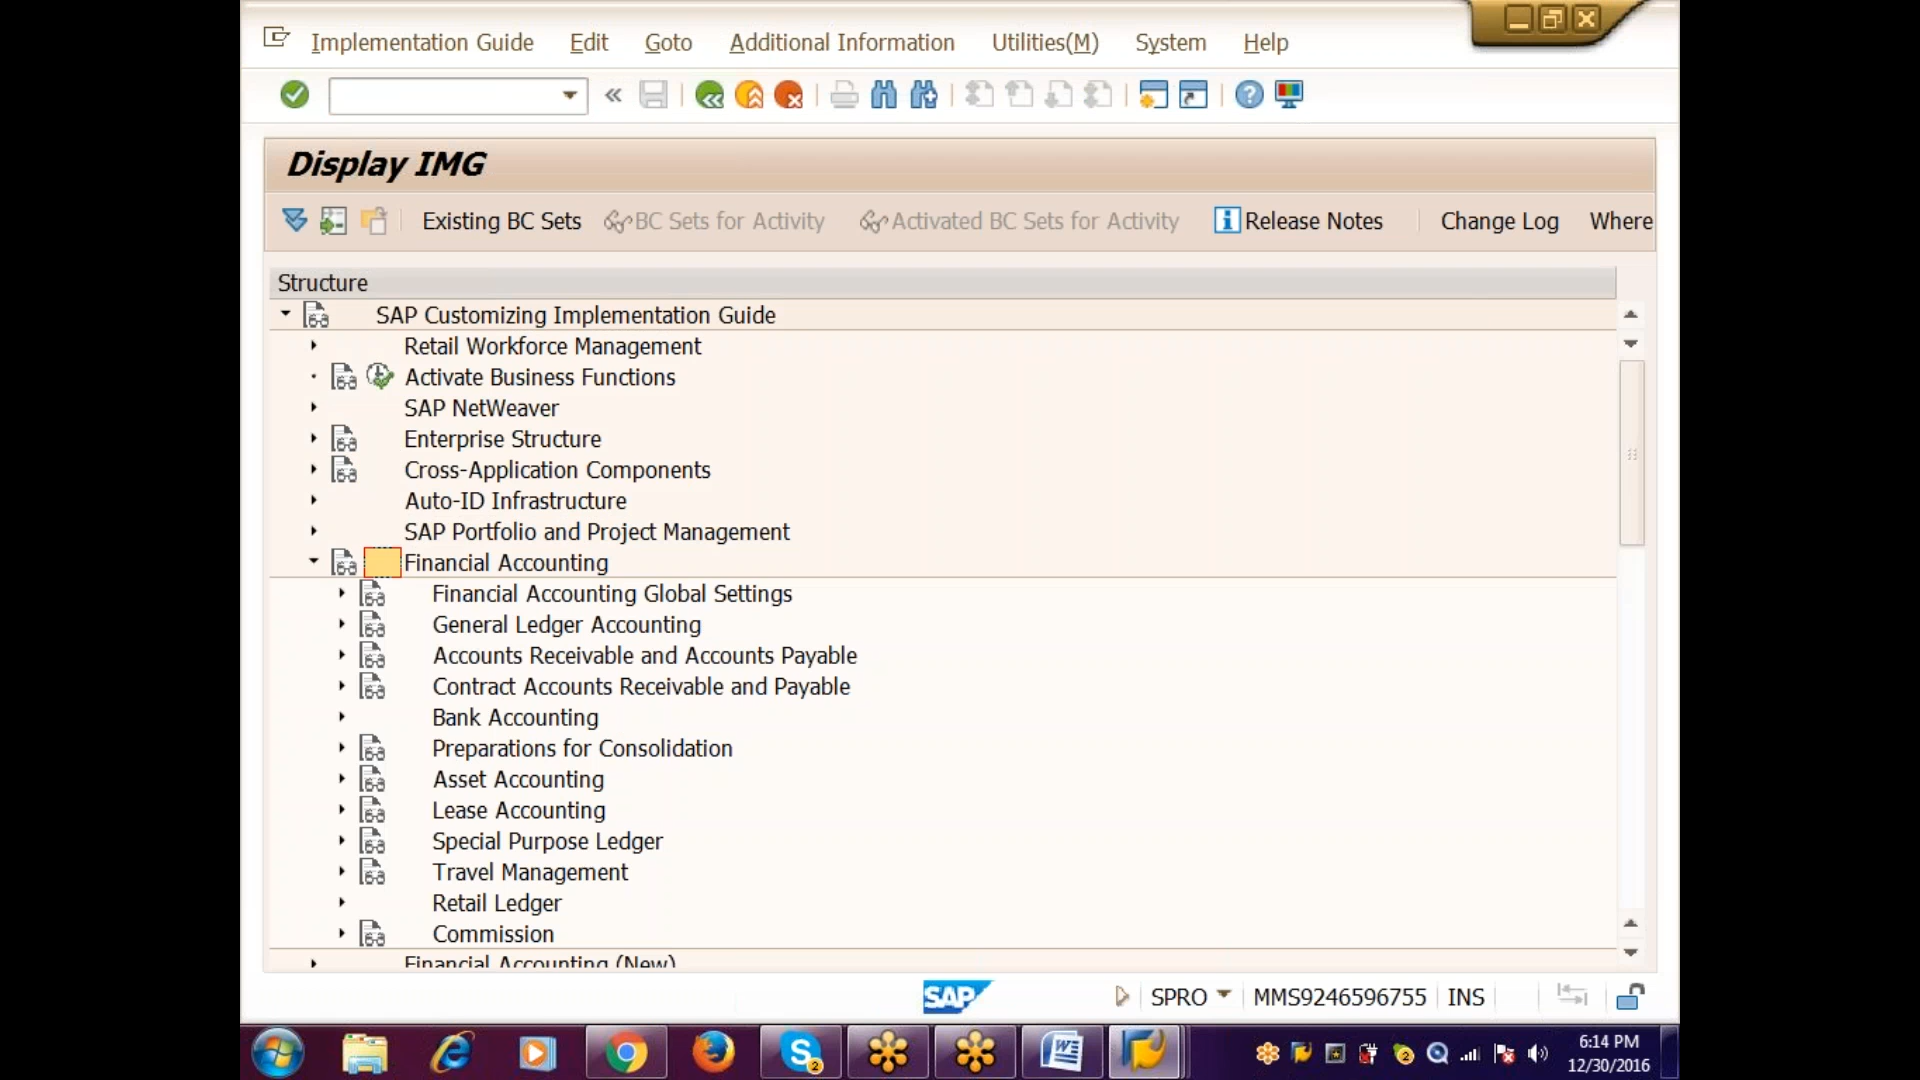 Implementation Guide Edit Goto Additional Information Utilities(M) System Help
Display IMG
Existing BC Sets BC Sets for Activity Activated BC Sets for Activity Release Notes Change Log Where
Structure
SAP Customizing Implementation Guide
Retail Workforce Management
Activate Business Functions
SAP NetWeaver
Enterprise Structure
Cross-Application Components
Auto-ID Infrastructure
SAP Portfolio and Project Management
Financial Accounting
Financial Accounting Global Settings
General Ledger Accounting
Accounts Receivable and Accounts Payable
Contract Accounts Receivable and Payable
Bank Accounting
Preparations for Consolidation
Asset Accounting
Lease Accounting
Special Purpose Ledger
Travel Management
Retail Ledger
Commission
Financial Accounting (New)
SAP SPRO MMS9246596755 INS
6:14 PM
12/30/2016